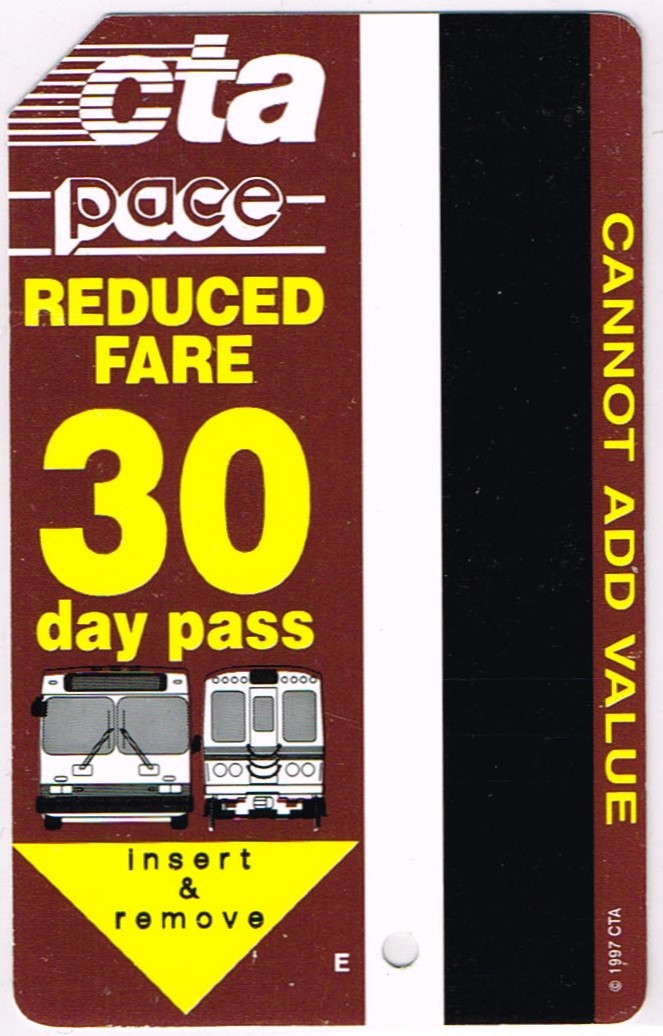 cta
pace
REDUCED
FARE
30
day pass
insert
&
remove
E
CANNOT ADD VALUE
© 1997 CTA